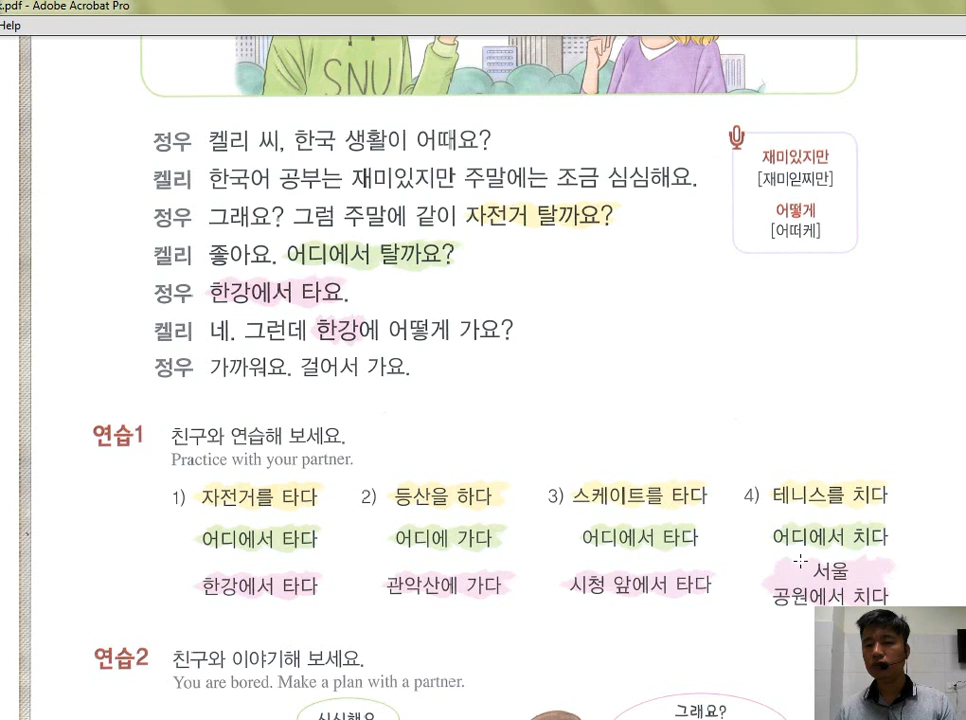 k.pdf - Adobe Acrobat Pro
Help
SNU
정우 켈리 씨, 한국 생활이 어때요?
켈리 한국어 공부는 재미있지만 주말에는 조금 심심해요.
정우 그래요? 그럼 주말에 같이 자전거 탈까요?
켈리 좋아요. 어디에서 탈까요?
정우 한강에서 타요.
켈리 네. 그런데 한강에 어떻게 가요?
정우 가까워요. 걸어서 가요.
재미있지만
[재미읻찌만]
어떻게
[어떠케]
연습1 친구와 연습해 보세요.
Practice with your partner.
1) 자전거를 타다 2) 등산을 하다 3) 스케이트를 타다 4) 테니스를 치다
어디에서 타다 어디에 가다 어디에서 타다 어디에서 치다
한강에서 타다 관악산에 가다 시청 앞에서 타다 서울
공원에서 치다
연습2 친구와 이야기해 보세요.
You are bored. Make a plan with a partner.
심심해요
그래요?